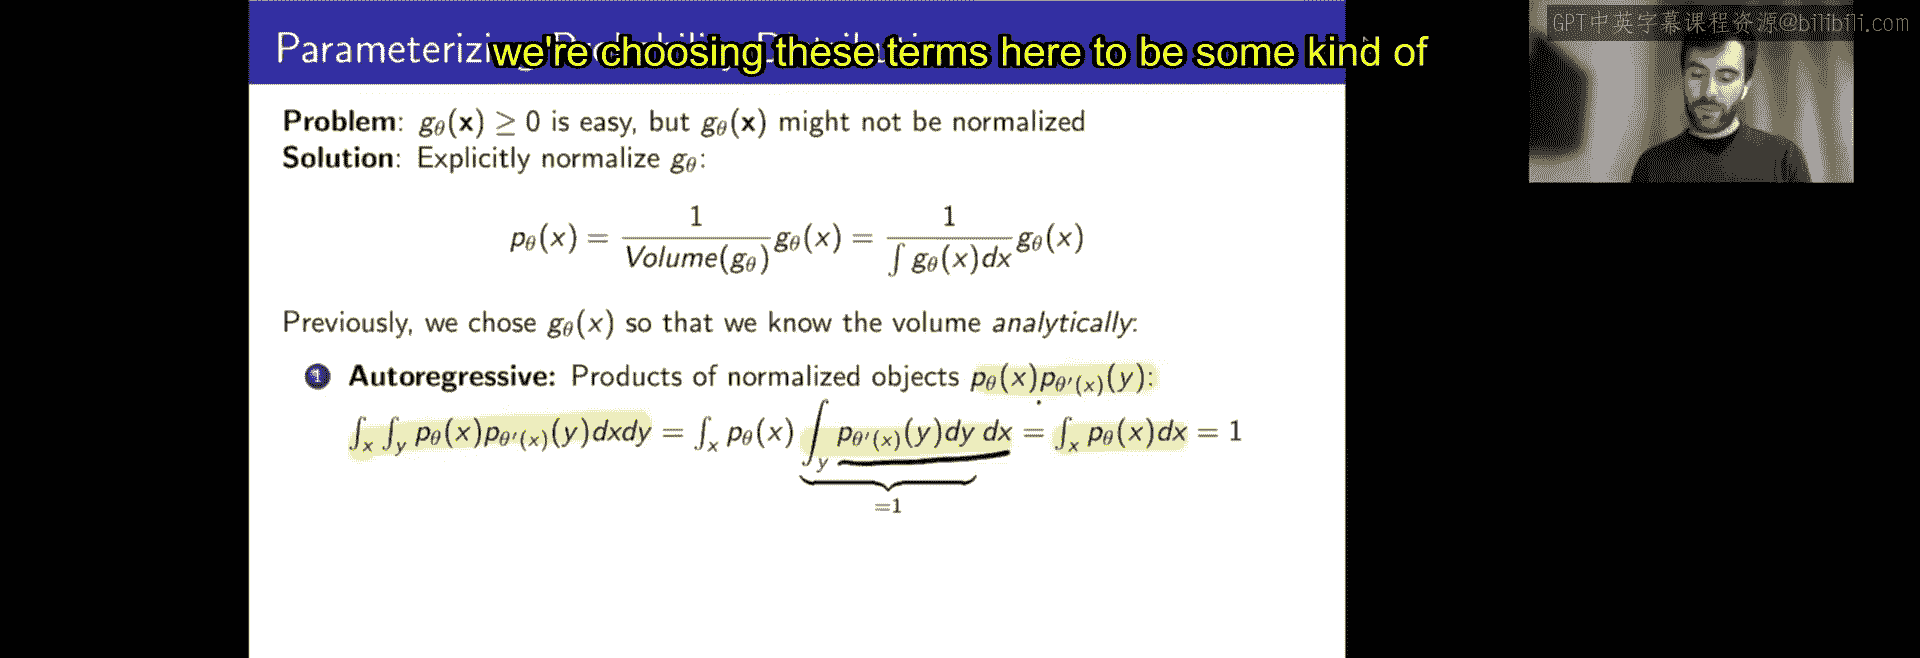 Parameterizi
we're choosing these terms here to be some kind of
GPT中英字幕课程资源@bilibili.com
Problem: gθ(x) ≥ 0 is easy, but gθ(x) might not be normalized
Solution: Explicitly normalize gθ:
pθ(x) = 1 / Volume(gθ) gθ(x) = 1 / ∫ gθ(x)dx gθ(x)
Previously, we chose gθ(x) so that we know the volume analytically:
1 Autoregressive: Products of normalized objects pθ(x)pθ′(x)(y):
∫x ∫y pθ(x)pθ′(x)(y)dxdy = ∫x pθ(x) ∫y pθ′(x)(y)dy dx = ∫x pθ(x)dx = 1
=1